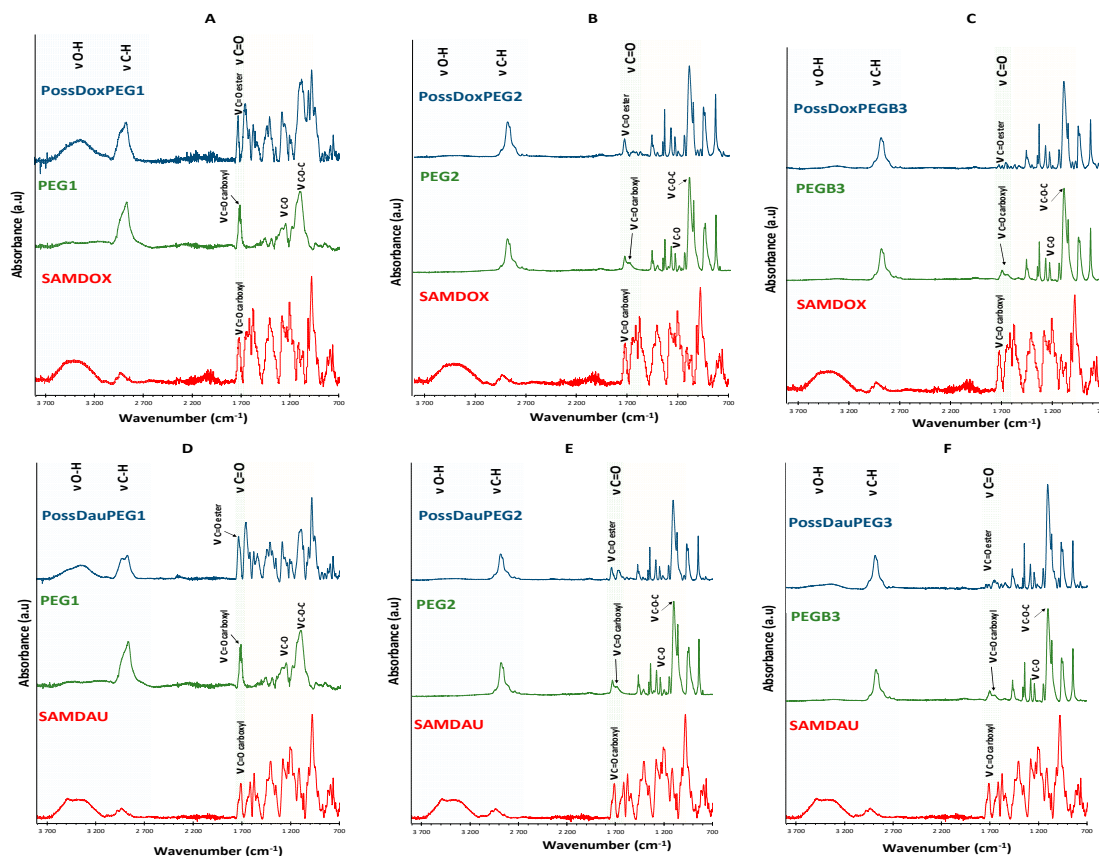 A
ν O-H
ν C-H
ν C=O
ν C=O ester
PossDoxPEG1
PEG1
ν C=O carboxyl
ν C-O
ν C-O-C
SAMDOX
ν C=O carboxyl
Absorbance (a.u)
3 700 3 200 2 700 2 200 1 700 1 200 700
Wavenumber (cm⁻¹)
B
ν O-H
ν C-H
ν C=O
ν C=O ester
PossDoxPEG2
PEG2
ν C=O carboxyl
ν C-O
ν C-O-C
SAMDOX
ν C=O carboxyl
Absorbance (a.u)
3 700 3 200 2 700 2 200 1 700 1 200 700
Wavenumber (cm⁻¹)
C
ν O-H
ν C-H
ν C=O
ν C=O ester
PossDoxPEGB3
PEGB3
ν C=O carboxyl
ν C-O
ν C-O-C
SAMDOX
ν C=O carboxyl
Absorbance (a.u)
3 700 3 200 2 700 2 200 1 700 1 200 700
Wavenumber (cm⁻¹)
D
ν O-H
ν C-H
ν C=O
ν C=O ester
PossDauPEG1
PEG1
ν C=O carboxyl
ν C-O
ν C-O-C
SAMDAU
ν C=O carboxyl
Absorbance (a.u)
3 700 3 200 2 700 2 200 1 700 1 200 700
Wavenumber (cm⁻¹)
E
ν O-H
ν C-H
ν C=O
ν C=O ester
PossDauPEG2
PEG2
ν C=O carboxyl
ν C-O
ν C-O-C
SAMDAU
ν C=O carboxyl
Absorbance (a.u)
3 700 3 200 2 700 2 200 1 700 1 200 700
Wavenumber (cm⁻¹)
F
ν O-H
ν C-H
ν C=O
ν C=O ester
PossDauPEG3
PEGB3
ν C=O carboxyl
ν C-O
ν C-O-C
SAMDAU
ν C=O carboxyl
Absorbance (a.u)
3 700 3 200 2 700 2 200 1 700 1 200 700
Wavenumber (cm⁻¹)